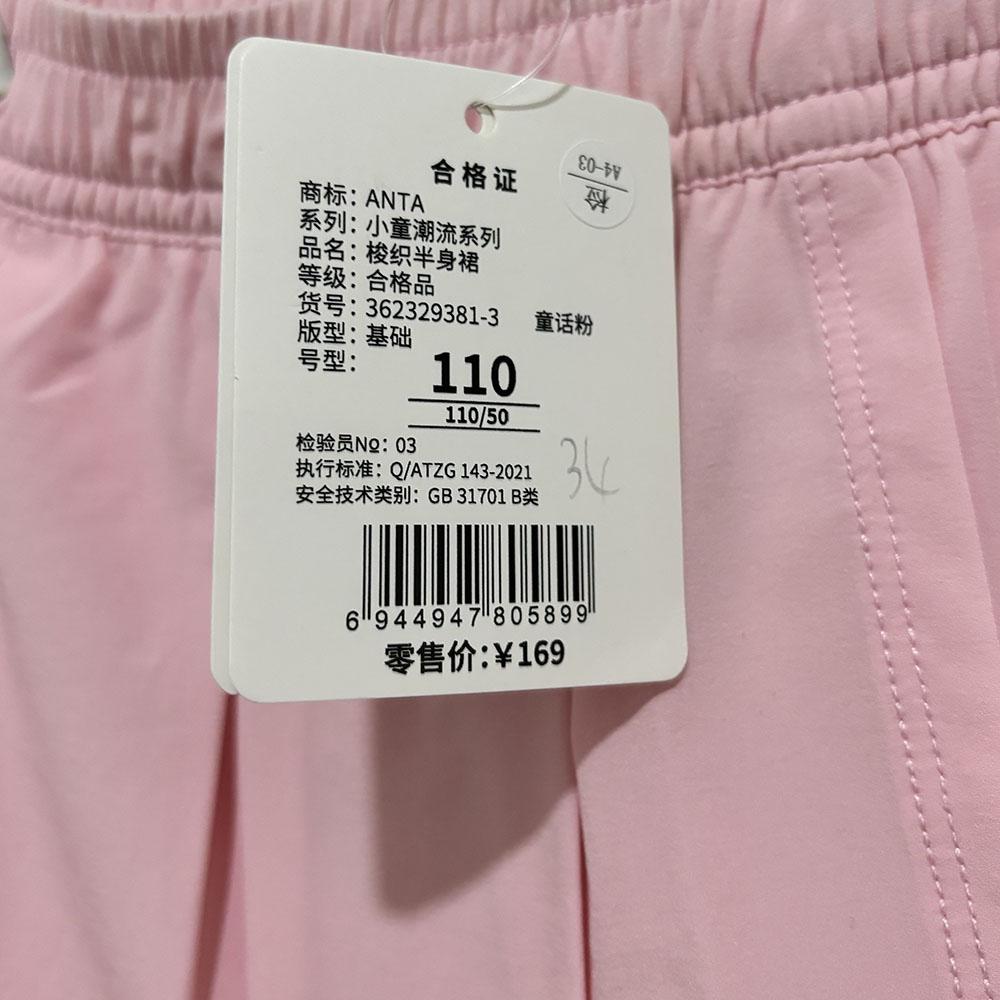 合格证
检
A4-03
商标：ANTA
系列：小童潮流系列
品名：梭织半身裙
等级：合格品
货号：362329381-3 童话粉
版型：基础
号型：
110
110/50
检验员№：03
执行标准：Q/ATZG 143-2021
安全技术类别：GB 31701 B类
34
6 944947 805899
零售价：¥169